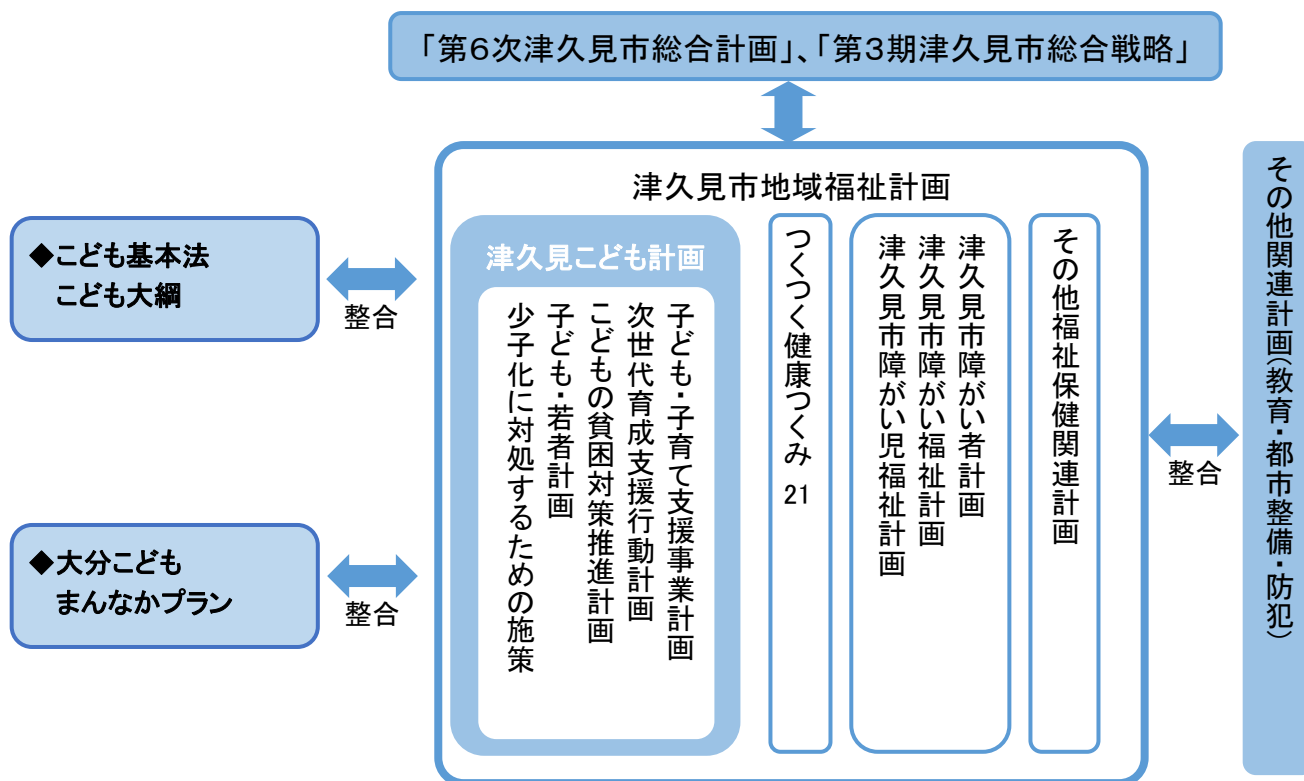 「第6次津久見市総合計画」、「第3期津久見市総合戦略」
津久見市地域福祉計画
◆こども基本法
こども大綱
整合
◆大分こども
まんなかプラン
整合
津久見こども計画
子ども・子育て支援事業計画
次世代育成支援行動計画
こどもの貧困対策推進計画
子ども・若者計画
少子化に対処するための施策
つくつく健康つくみ 21
津久見市障がい者計画
津久見市障がい福祉計画
津久見市障がい児福祉計画
その他福祉保健関連計画
整合
その他関連計画(教育・都市整備・防犯)